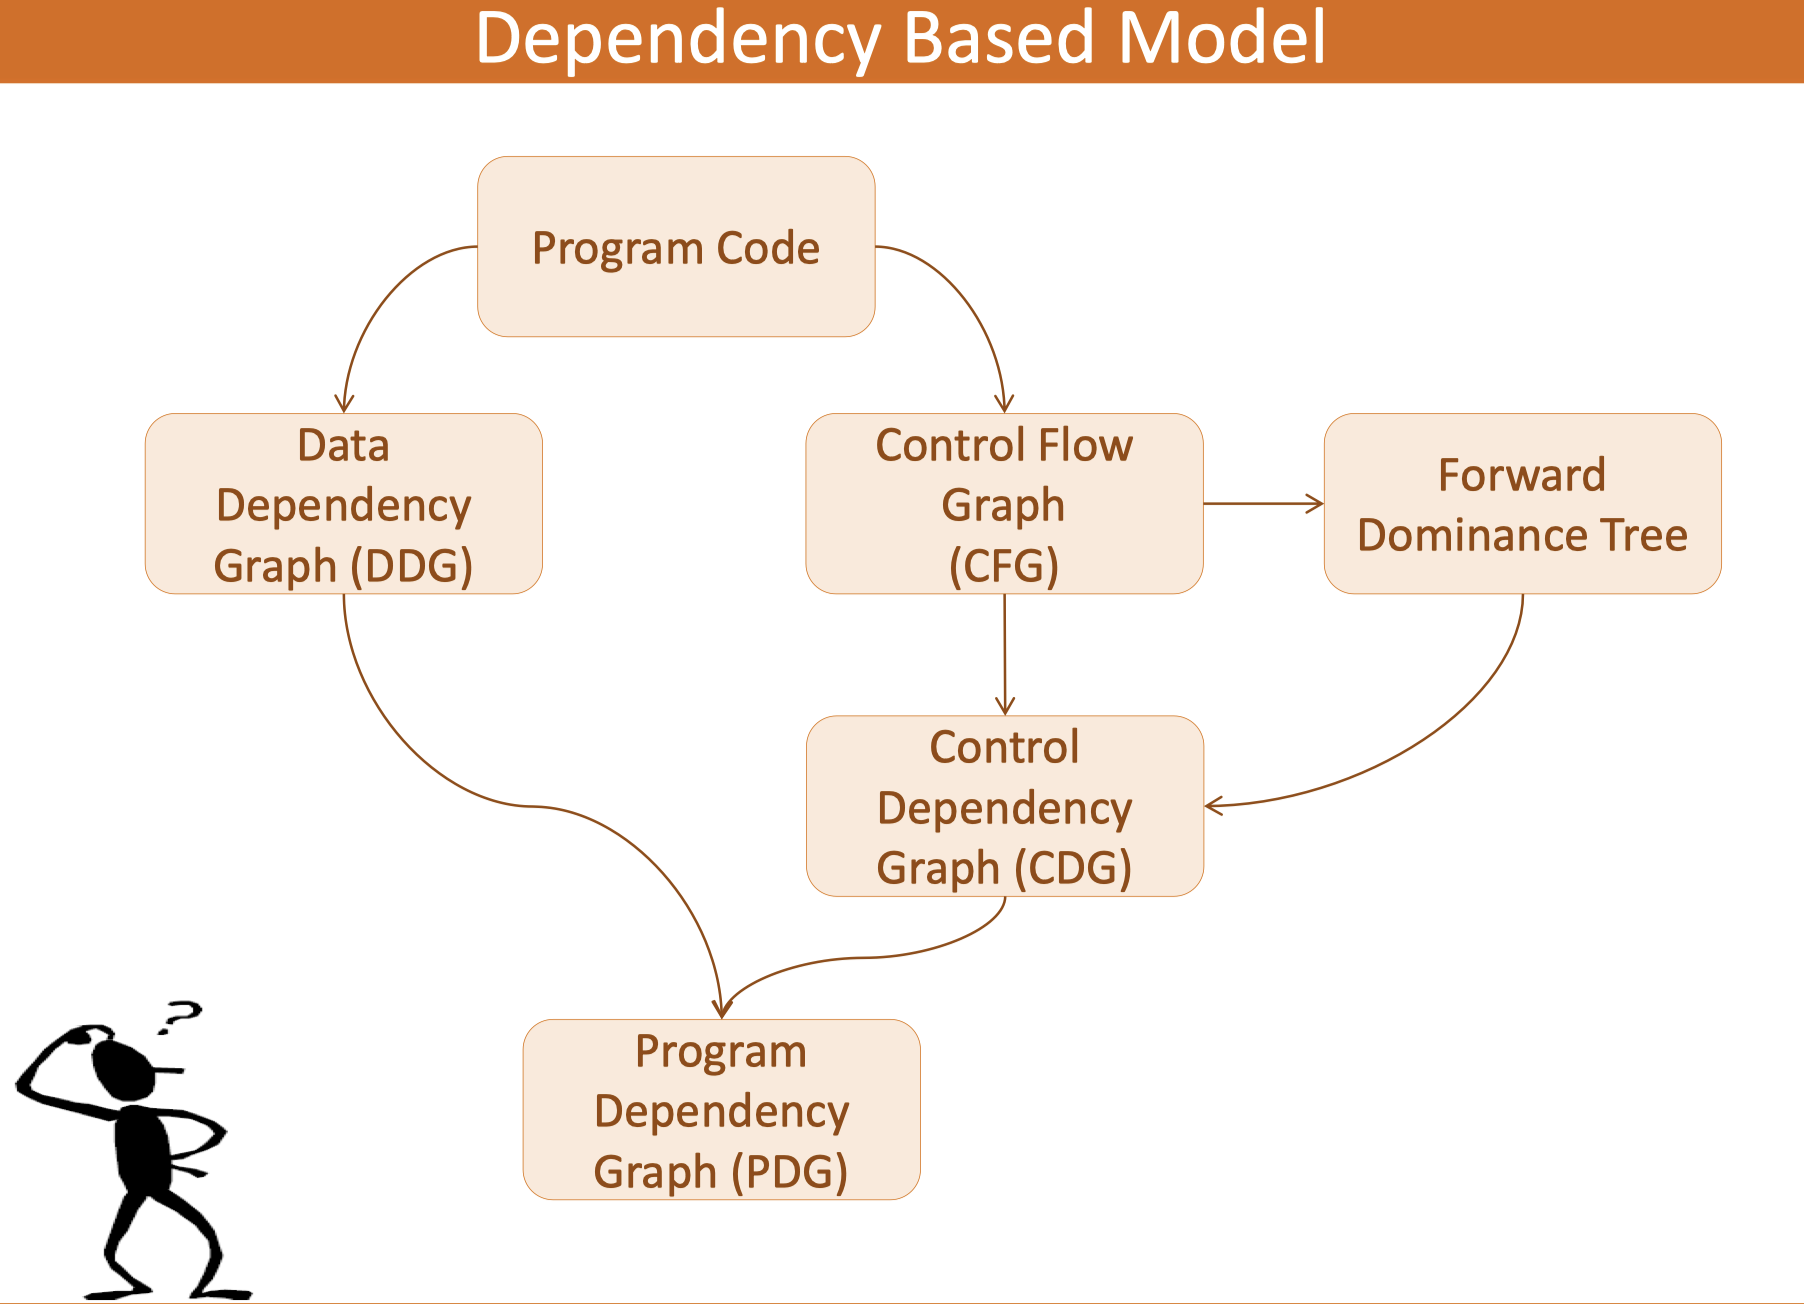 Dependency Based Model
Program Code
Data
Dependency
Graph (DDG)
Control Flow
Graph
(CFG)
Forward
Dominance Tree
Control
Dependency
Graph (CDG)
Program
Dependency
Graph (PDG)
?